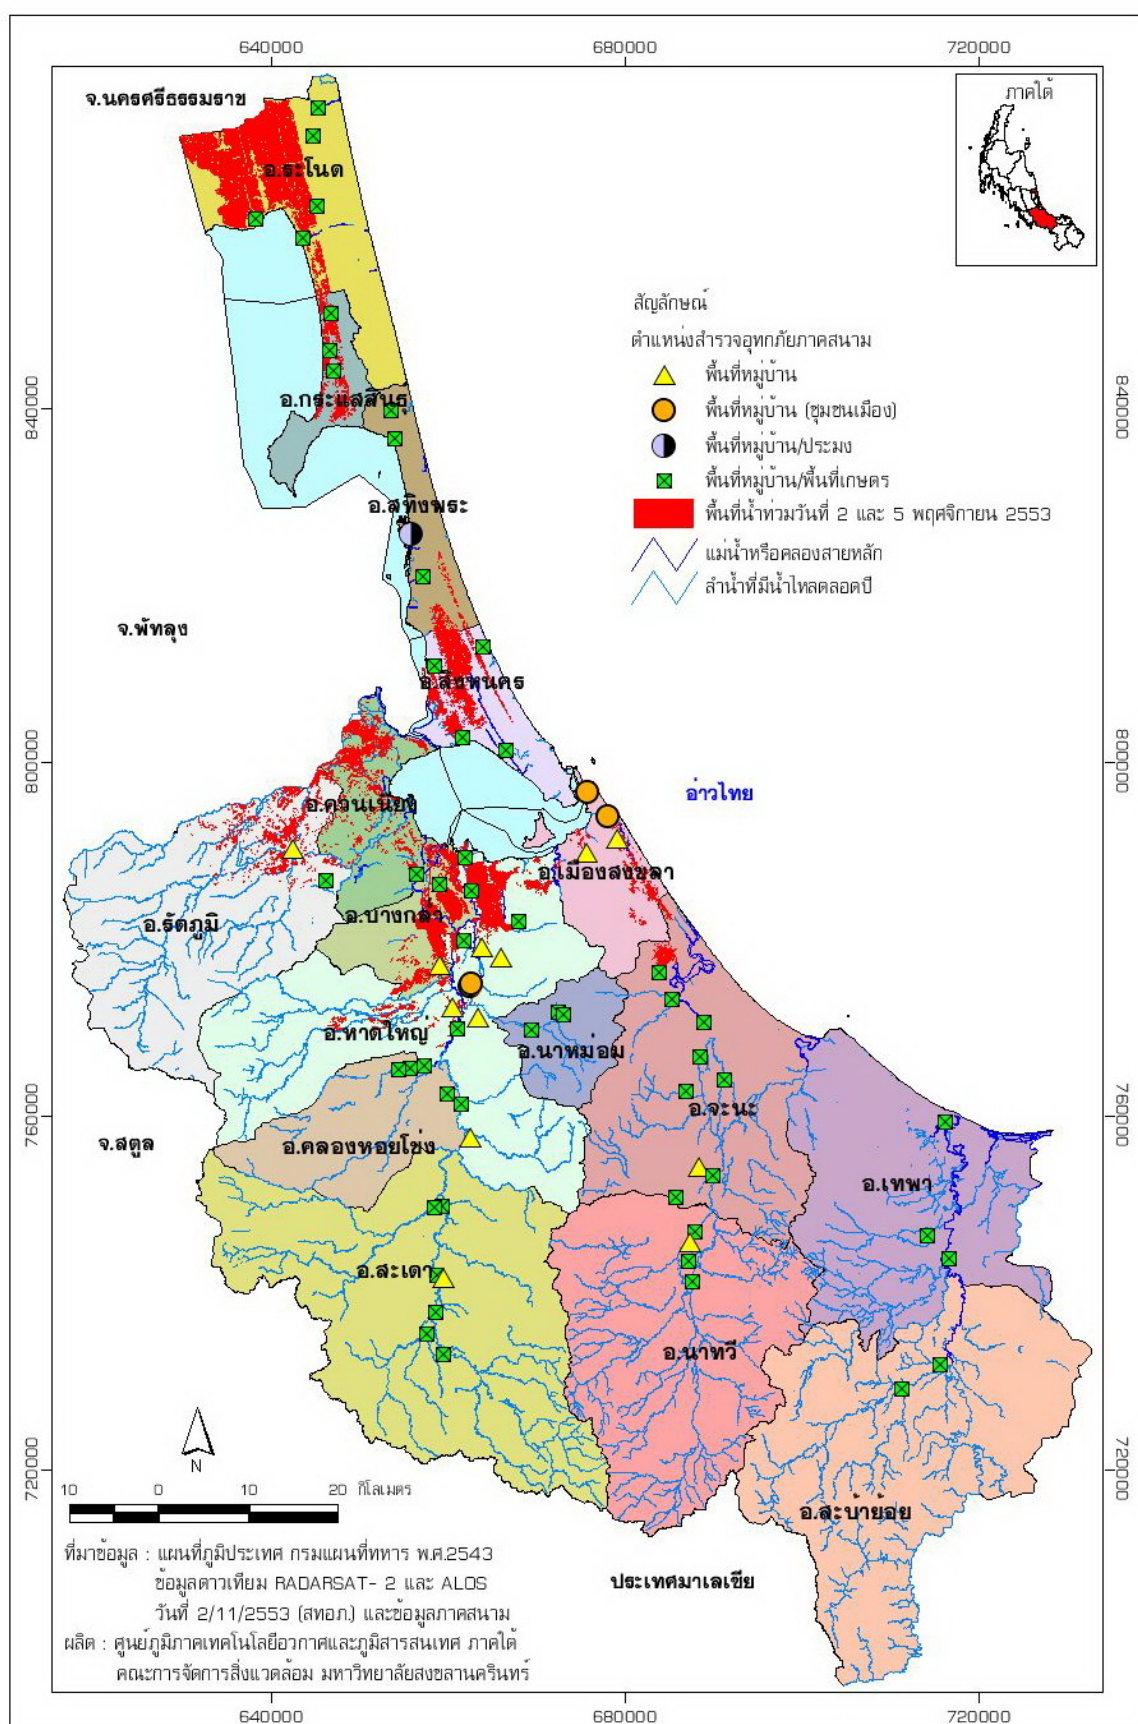 640000
680000
720000
จ.นครศรีธรรมราช
ภาคใต้
อ.ระโนด
สัญลักษณ์
ตำแหน่งสำรวจอุทกภัยภาคสนาม
พื้นที่หมู่บ้าน
840000
840000
อ.กระแสสินธุ์
พื้นที่หมู่บ้าน (ชุมชนเมือง)
พื้นที่หมู่บ้าน/ประมง
พื้นที่หมู่บ้าน/พื้นที่เกษตร
อ.สทิงพระ
พื้นที่น้ำท่วมวันที่ 2 และ 5 พฤศจิกายน 2553
แม่น้ำหรือคลองสายหลัก
ลำน้ำที่มีน้ำไหลตลอดปี
จ.พัทลุง
อ.สิงหนคร
800000
800000
อ่าวไทย
อ.ควนเนียง
อ.เมืองสงขลา
อ.บางกล่ำ
อ.รัตภูมิ
อ.หาดใหญ่
อ.นาหม่อม
760000
760000
อ.จะนะ
จ.สตูล
อ.คลองหอยโข่ง
อ.เทพา
อ.สะเดา
อ.นาทวี
N
720000
720000
10 0 10 20 กิโลเมตร
อ.สะบ้าย้อย
ที่มาข้อมูล : แผนที่ภูมิประเทศ กรมแผนที่ทหาร พ.ศ.2543
ข้อมูลดาวเทียม RADARSAT- 2 และ ALOS
ประเทศมาเลเซีย
วันที่ 2/11/2553 (สทอภ.) และข้อมูลภาคสนาม
ผลิต : ศูนย์ภูมิภาคเทคโนโลยีอวกาศและภูมิสารสนเทศ ภาคใต้
คณะการจัดการสิ่งแวดล้อม มหาวิทยาลัยสงขลานครินทร์
640000
680000
720000